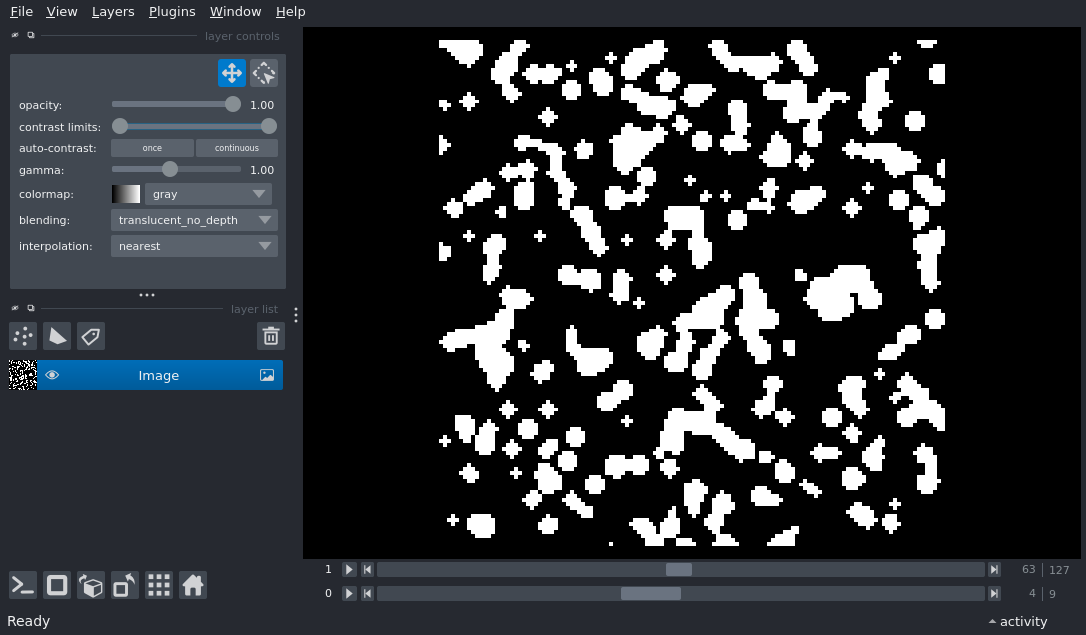 File View Layers Plugins Window Help
layer controls
opacity: 1.00
contrast limits:
auto-contrast: once continuous
gamma: 1.00
colormap: gray
blending: translucent_no_depth
interpolation: nearest
layer list
Image
1 63 127
0 4 9
Ready activity